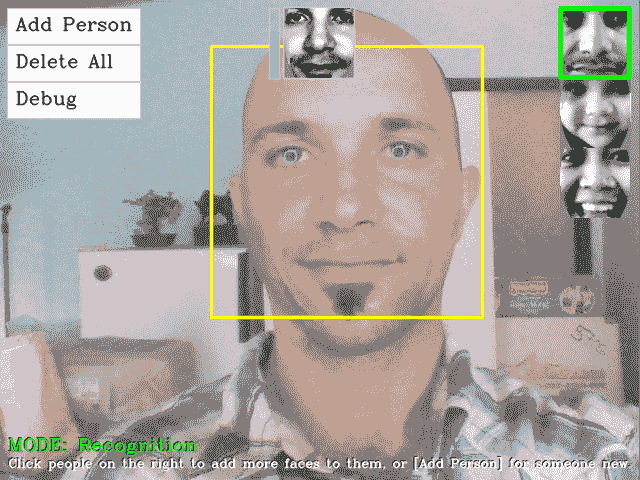 Add Person
Delete All
Debug
MODE: Recognition
Click people on the right to add more faces to them, or [Add Person] for someone new.